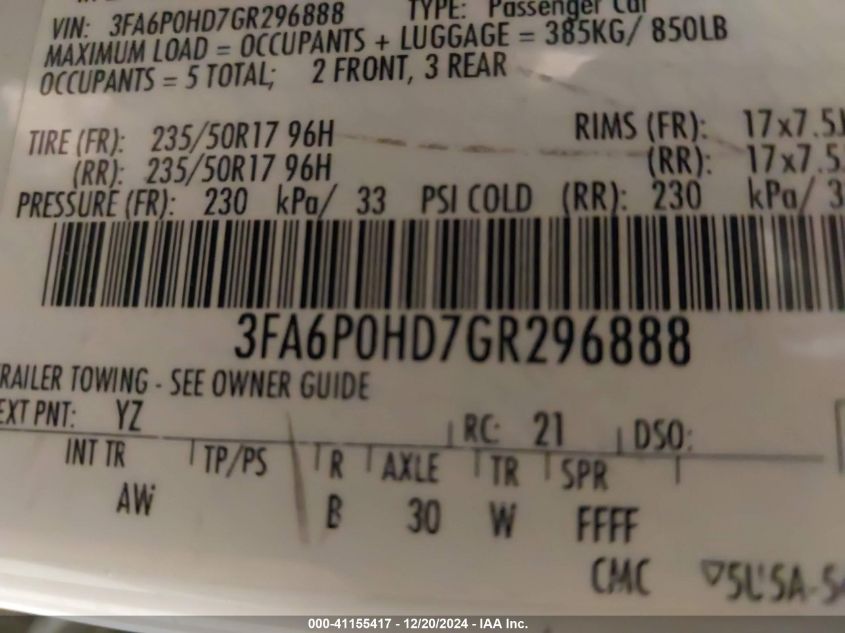 VIN: 3FA6P0HD7GR296888 TYPE: Passenger Car
MAXIMUM LOAD = OCCUPANTS + LUGGAGE = 385KG/ 850LB
OCCUPANTS = 5 TOTAL; 2 FRONT, 3 REAR
TIRE (FR): 235/50R17 96H RIMS (FR): 17x7.5J
(RR): 235/50R17 96H (RR): 17x7.5
PRESSURE (FR): 230 kPa/ 33 PSI COLD (RR): 230 kPa/ 3
3FA6P0HD7GR296888
RAILER TOWING - SEE OWNER GUIDE
EXT PNT: YZ RC: 21 DSO:
INT TR TP/PS R AXLE TR SPR
AW B 30 W FFFF
CMC
000-41155417 - 12/20/2024 - IAA Inc.